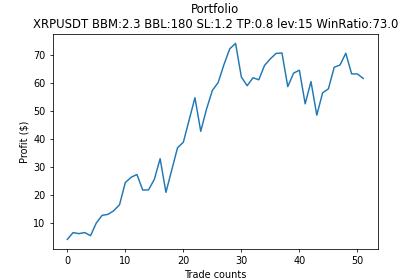 Portfolio
XRPUSDT BBM:2.3 BBL:180 SL:1.2 TP:0.8 lev:15 WinRatio:73.0
70
60
50
40
30
20
10
Profit ($)
0 10 20 30 40 50
Trade counts